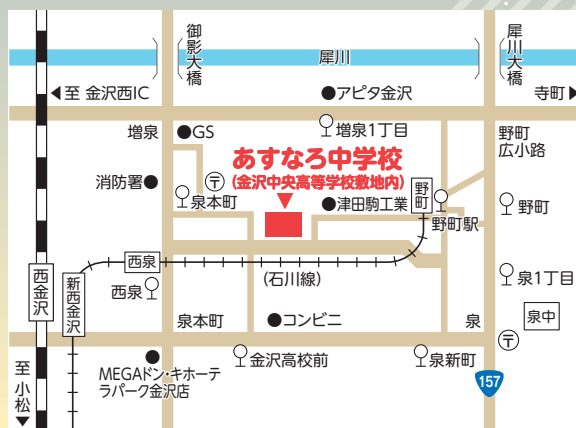 御影大橋
犀川
犀川大橋
至 金沢西IC
アピタ金沢
寺町
増泉
GS
増泉1丁目
野町
広小路
あすなろ中学校
(金沢中央高等学校敷地内)
消防署
〒
泉本町
津田駒工業
野町
野町駅
野町
西泉
(石川線)
西泉
西金沢
新西金沢
泉1丁目
泉本町
コンビニ
泉
泉中
〒
至 小松
MEGAドン・キホーテ
ラパーク金沢店
金沢高校前
泉新町
157